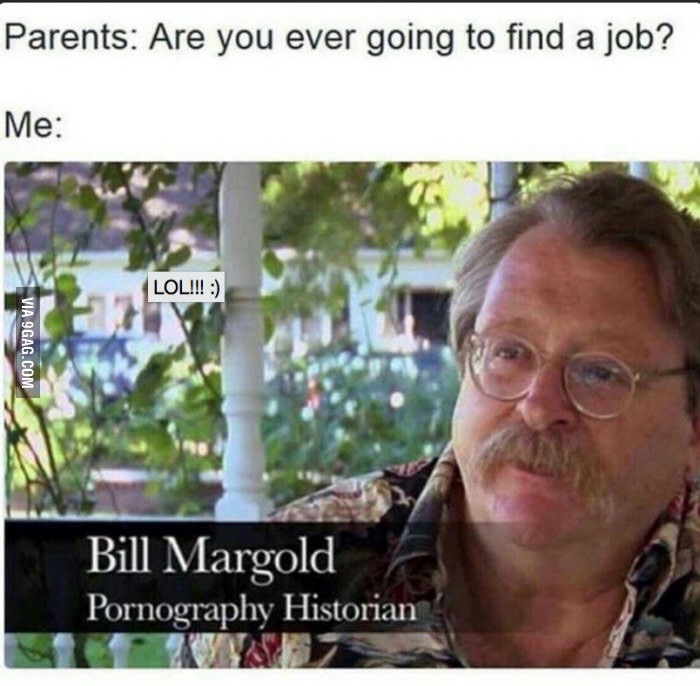 Parents: Are you ever going to find a job?
Me:
LOL!!! :)
VIA 9GAG.COM
Bill Margold
Pornography Historian